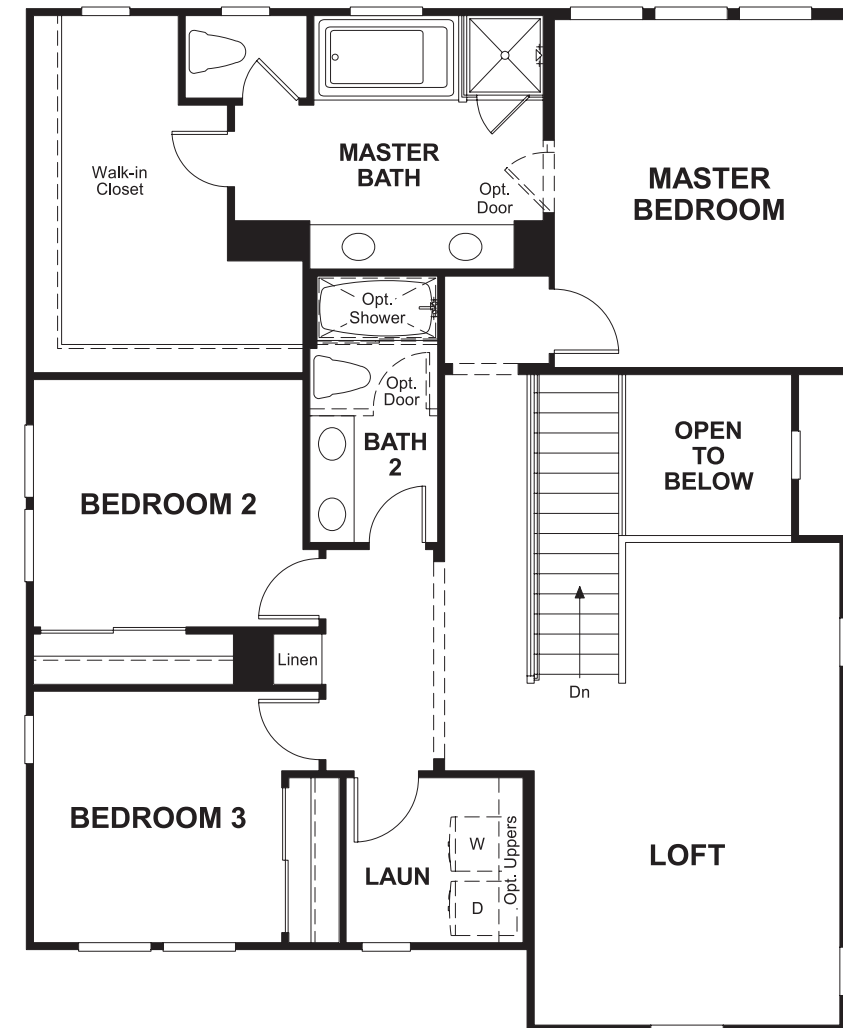 Walk-in
Closet
MASTER
BATH
Opt.
Door
MASTER
BEDROOM
Opt.
Shower
Opt.
Door
BATH
2
OPEN
TO
BELOW
BEDROOM 2
Linen
Dn
BEDROOM 3
LAUN
W
D
Opt. Uppers
LOFT